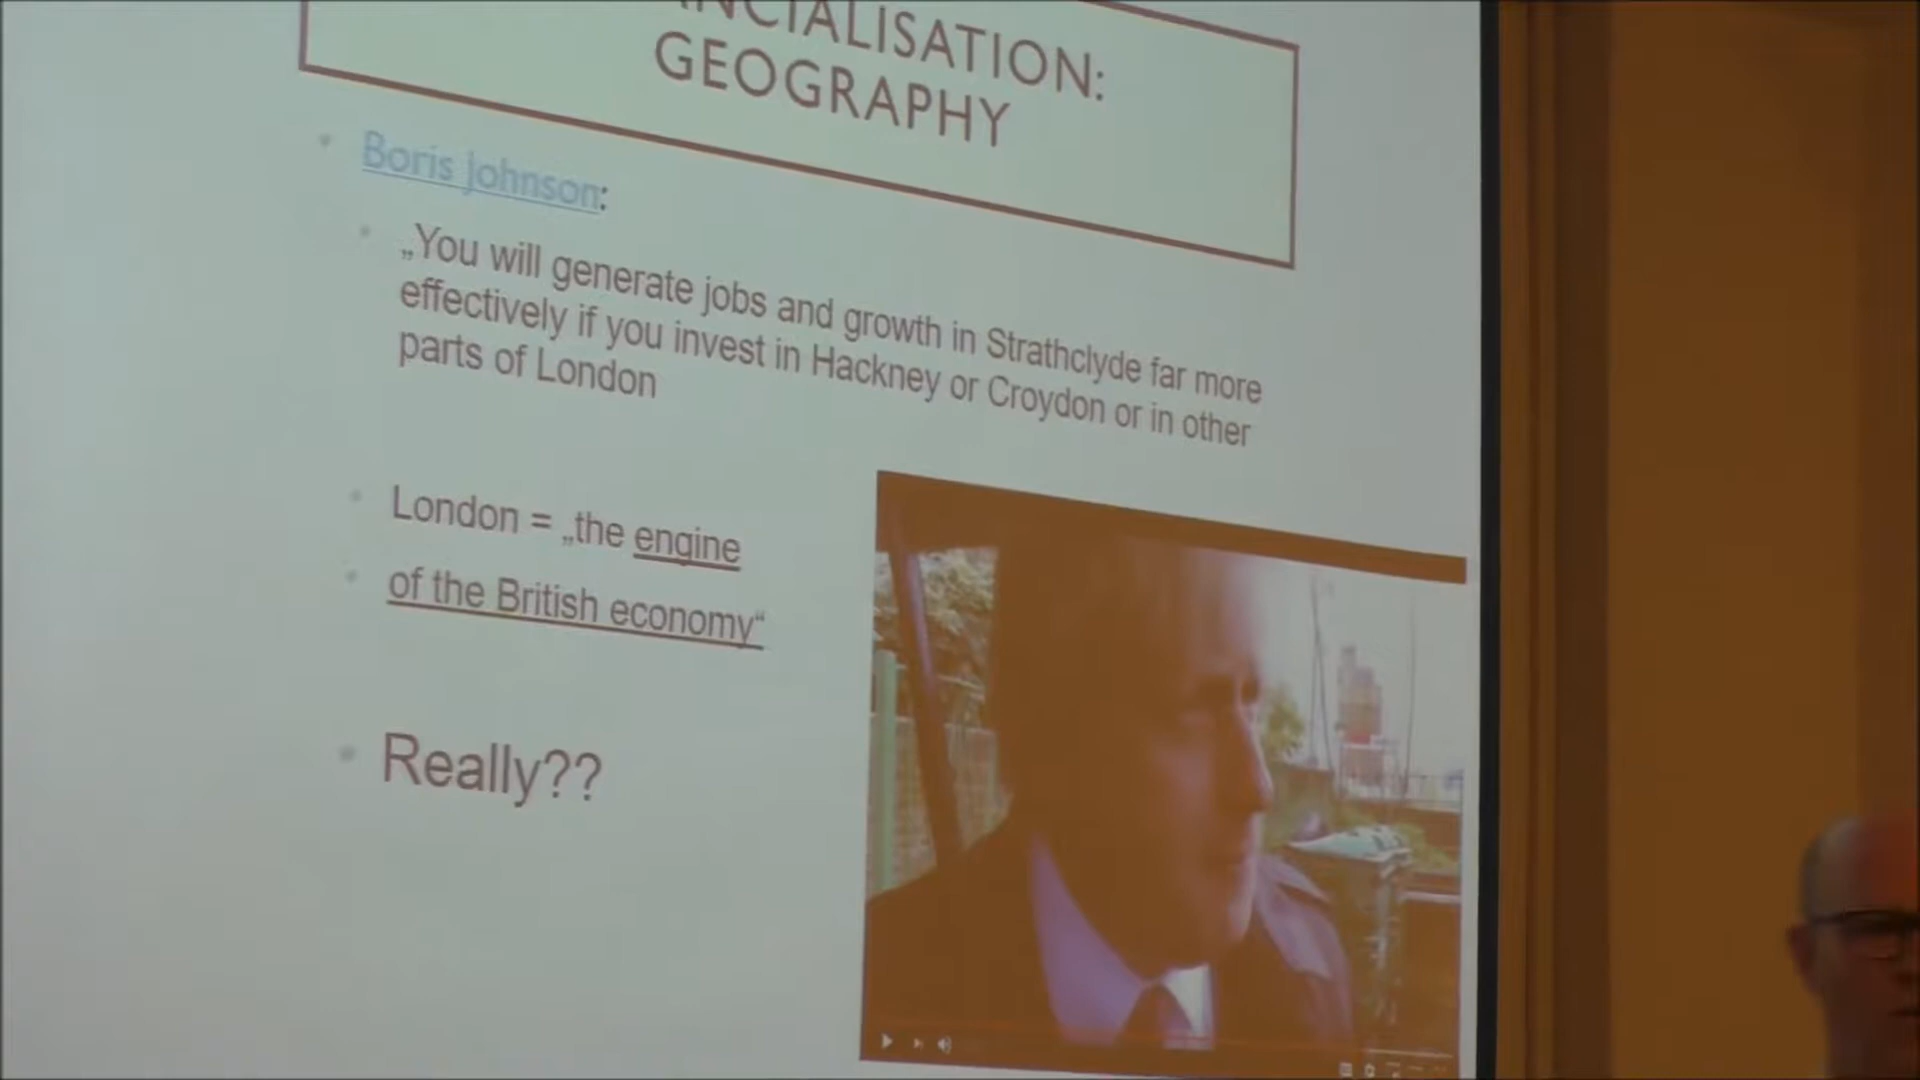 NCIALISATION:
GEOGRAPHY
Boris Johnson:
„You will generate jobs and growth in Strathclyde far more
effectively if you invest in Hackney or Croydon or in other
parts of London
London = „the engine
of the British economy“
Really??